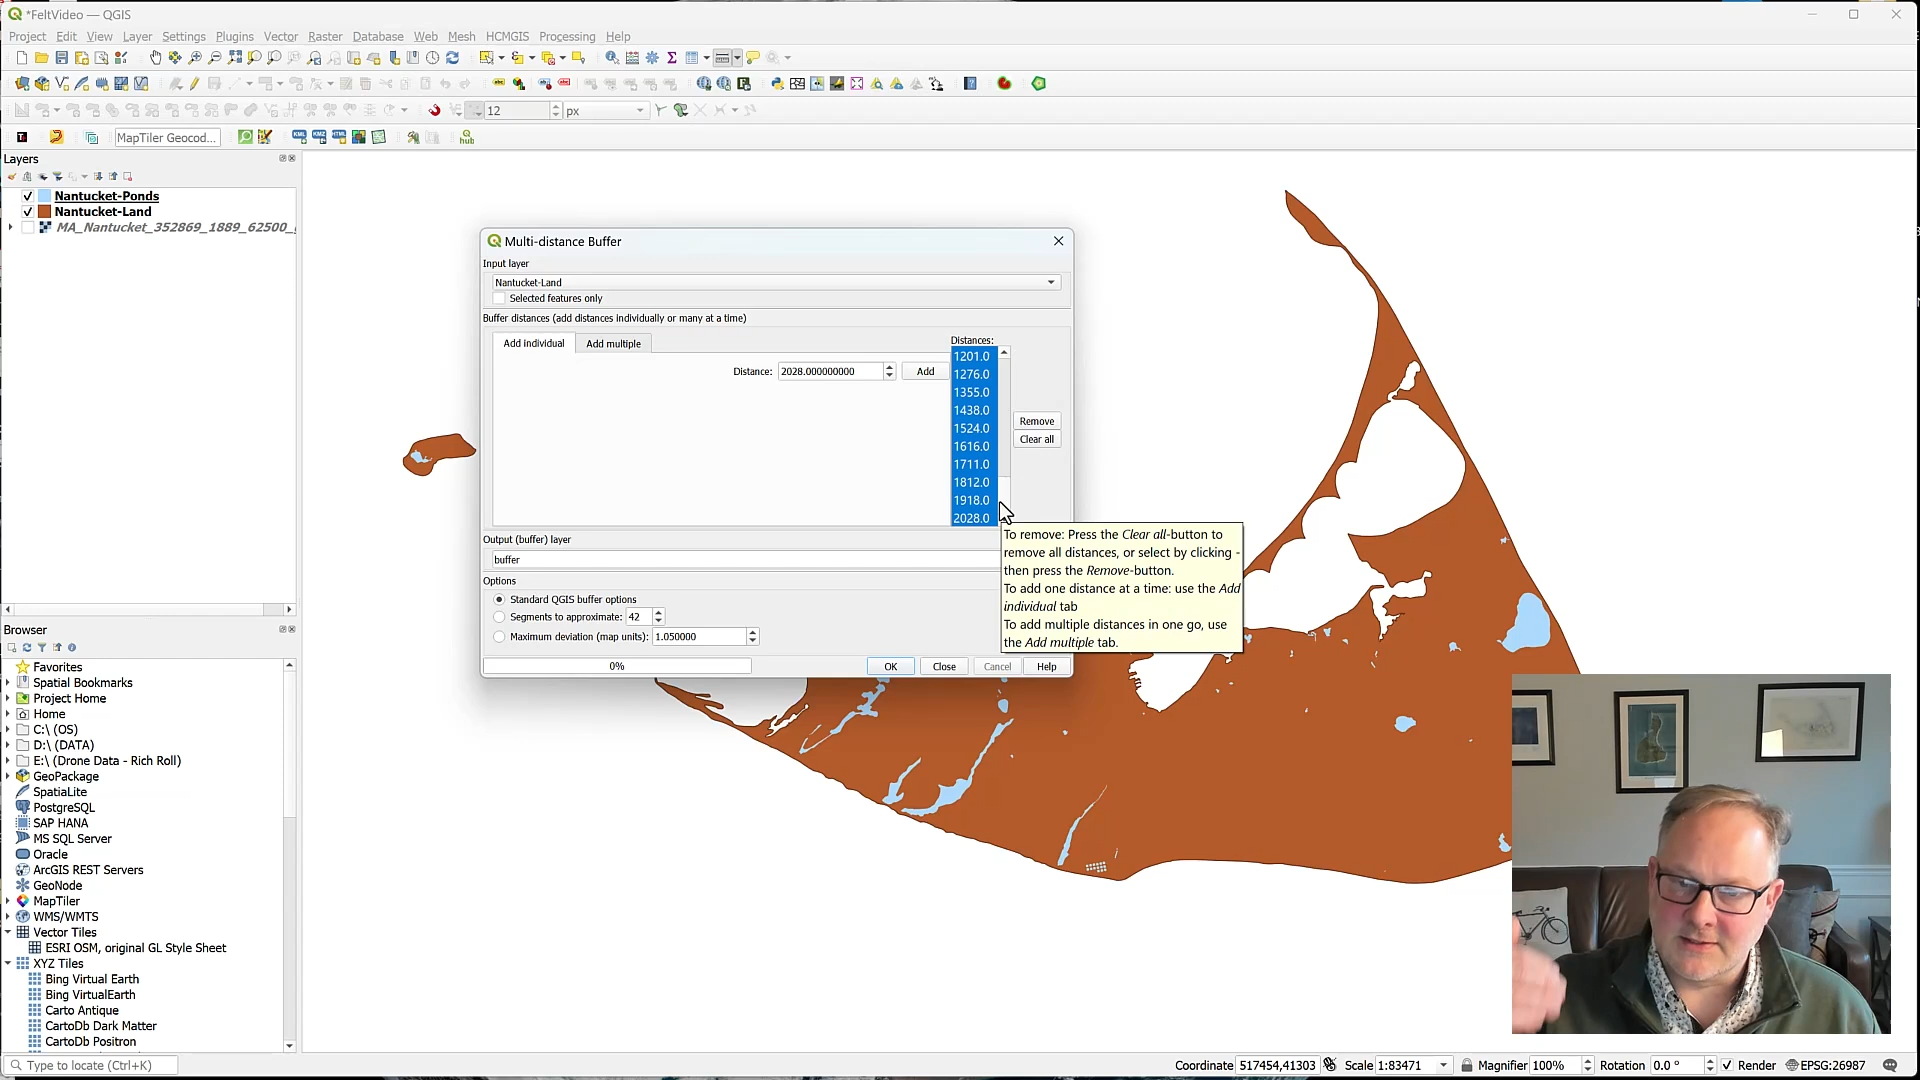 *FeltVideo — QGIS
Project Edit View Layer Settings Plugins Vector Raster Database Web Mesh HCMGIS Processing Help
12 px
MapTiler Geocod...
hub
Layers
Nantucket-Ponds
Nantucket-Land
MA_Nantucket_352869_1889_62500_
Multi-distance Buffer
Input layer
Nantucket-Land
Selected features only
Buffer distances (add distances individually or many at a time)
Add individual Add multiple
Distances:
Distance: 2028.000000000 Add
1201.0
1276.0
1355.0
1438.0
1524.0
1616.0
1711.0
1812.0
1918.0
2028.0
Remove
Clear all
To remove: Press the Clear all-button to
remove all distances, or select by clicking -
then press the Remove-button.
To add one distance at a time: use the Add
individual tab
To add multiple distances in one go, use
the Add multiple tab.
Output (buffer) layer
buffer
Options
Standard QGIS buffer options
Segments to approximate: 42
Maximum deviation (map units): 1.050000
0% OK Close Cancel Help
Browser
Favorites
Spatial Bookmarks
Project Home
Home
C:\ (OS)
D:\ (DATA)
E:\ (Drone Data - Rich Roll)
GeoPackage
SpatiaLite
PostgreSQL
SAP HANA
MS SQL Server
Oracle
ArcGIS REST Servers
GeoNode
MapTiler
WMS/WMTS
Vector Tiles
ESRI OSM, original GL Style Sheet
XYZ Tiles
Bing Virtual Earth
Bing VirtualEarth
Carto Antique
CartoDb Dark Matter
CartoDb Positron
Type to locate (Ctrl+K)
Coordinate 517454,41303 Scale 1:83471 Magnifier 100% Rotation 0.0 ° Render EPSG:26987